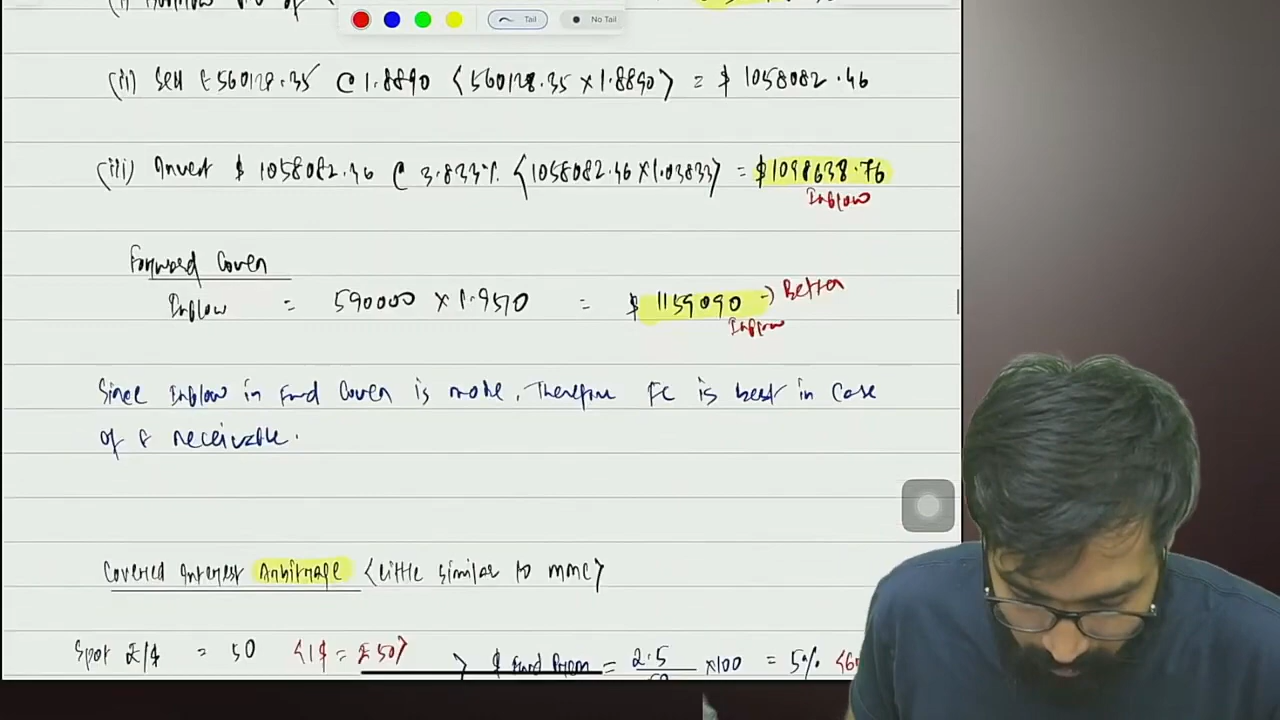 Tail No Tail
(ii) Sell £560128.35 @ 1.8890 <560128.35 × 1.8890> = $ 1058082.46
(iii) Invest $ 1058082.46 @ 3.833% <1058082.46 × 1.03833> = $1098638.76
Inflow
Forward Cover
Inflow = 590000 × 1.9570 = $ 1159090 → Better
Inflow
Since Inflow in Fwd Cover is more, Therefore FC is best in case
of receivable.
Covered Interest Arbitrage <little similar to MMC>
Spot = 50 <1$ = 50>
$ Fwd Prem = 2.5 ×100 = 5%